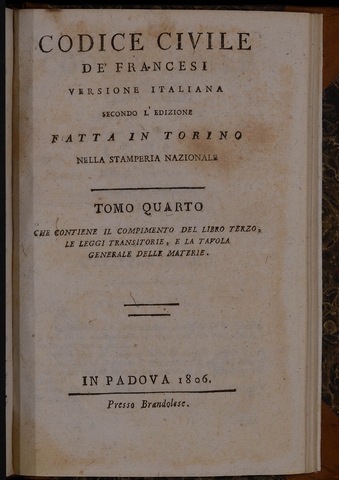 CODICE CIVILE
DE' FRANCESI
VERSIONE ITALIANA
SECONDO L'EDIZIONE
FATTA IN TORINO
NELLA STAMPERIA NAZIONALE
TOMO QUARTO
CHE CONTIENE IL COMPIMENTO DEL LIBRO TERZO,
LE LEGGI TRANSITORIE, E LA TAVOLA
GENERALE DELLE MATERIE.
IN PADOVA 1806.
Presso Brandolese.